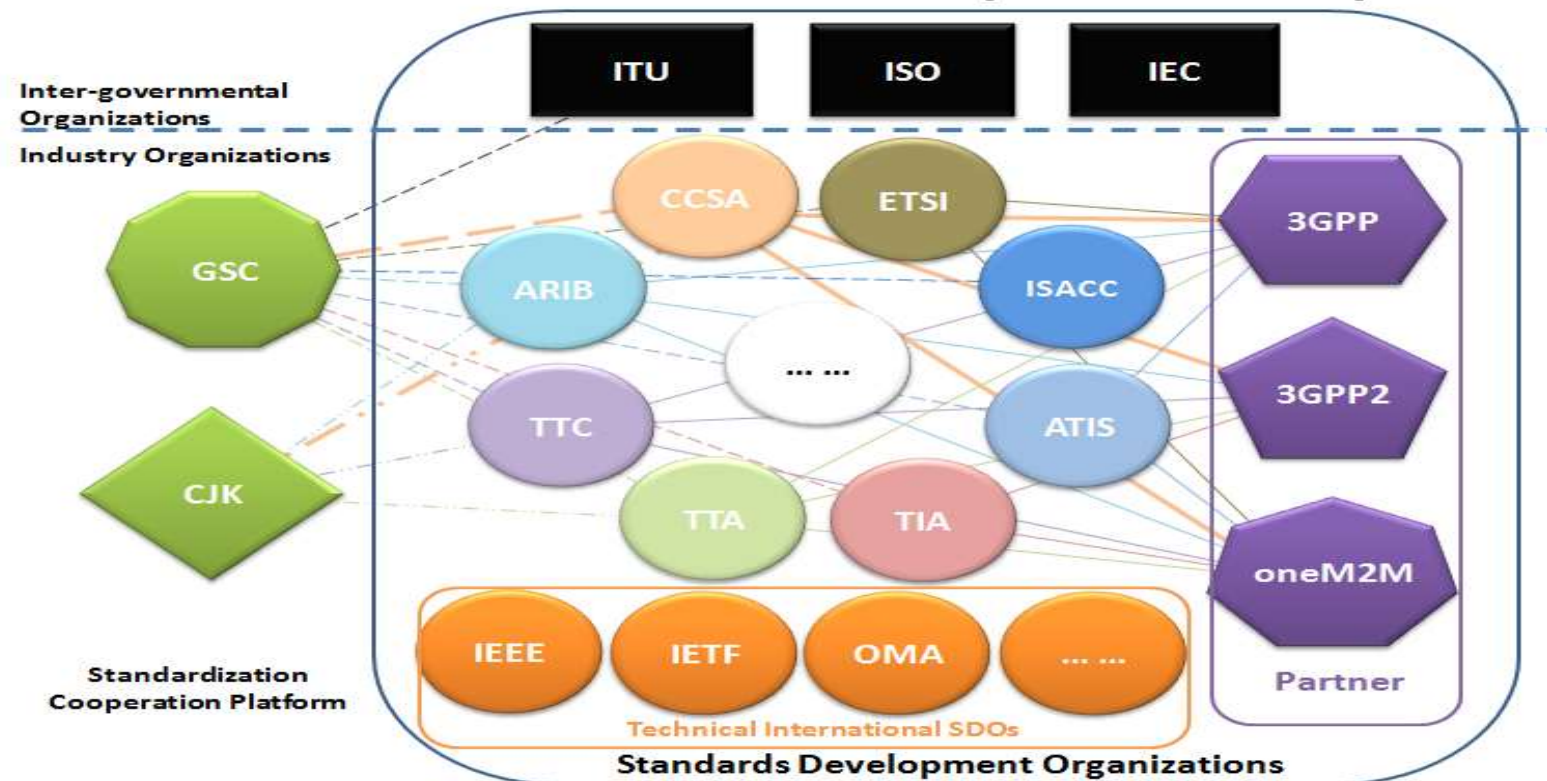 ITU
ISO
IEC
Inter-governmental
Organizations
Industry Organizations
CCSA
ETSI
3GPP
GSC
ARIB
ISACC
... ...
3GPP2
TTC
ATIS
CJK
TTA
TIA
oneM2M
IEEE
IETF
OMA
... ...
Partner
Standardization
Cooperation Platform
Technical International SDOs
Standards Development Organizations